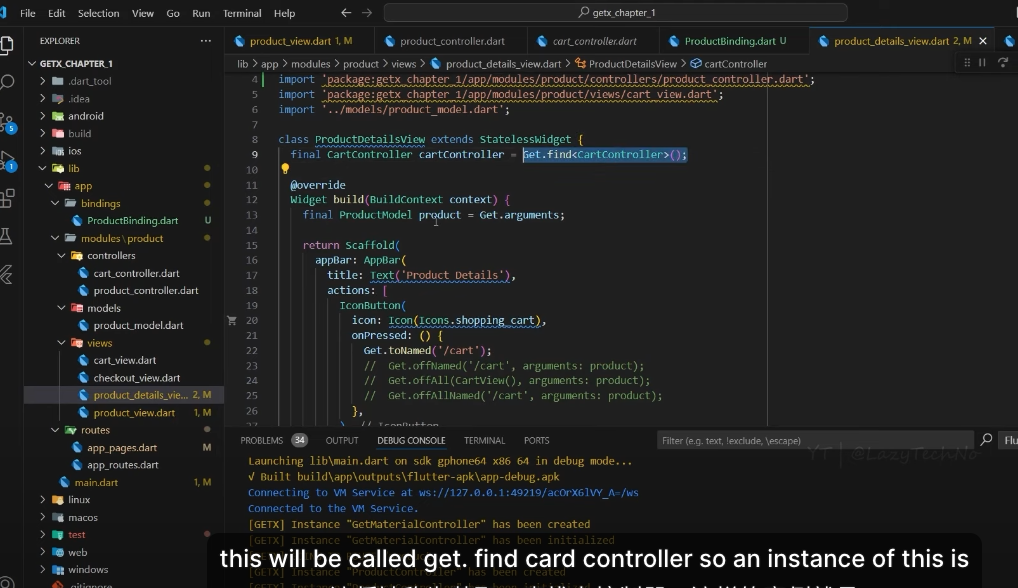 File Edit Selection View Go Run Terminal Help
getx_chapter_1
EXPLORER
product_view.dart 1, M
product_controller.dart
cart_controller.dart
ProductBinding.dart U
product_details_view.dart 2, M
lib > app > modules > product > views > product_details_view.dart > ProductDetailsView > cartController
GETX_CHAPTER_1
.dart_tool
.idea
android
build
ios
lib
app
bindings
ProductBinding.dart U
modules \ product
controllers
cart_controller.dart
product_controller.dart
models
product_model.dart
views
cart_view.dart
checkout_view.dart
product_details_vie... 2, M
product_view.dart 1, M
routes
app_pages.dart M
app_routes.dart
main.dart 1, M
linux
macos
test
web
windows
.gitignore
5
1
4 import 'package:getx_chapter_1/app/modules/product/controllers/product_controller.dart';
5 import 'package:getx_chapter_1/app/modules/product/views/cart_view.dart';
6 import '../models/product_model.dart';
7
8 class ProductDetailsView extends StatelessWidget {
9 final CartController cartController = Get.find<CartController>();
10
11 @override
12 Widget build(BuildContext context) {
13 final ProductModel product = Get.arguments;
14
15 return Scaffold(
16 appBar: AppBar(
17 title: Text('Product Details'),
18 actions: [
19 IconButton(
20 icon: Icon(Icons.shopping_cart),
21 onPressed: () {
22 Get.toNamed('/cart');
23 // Get.offNamed('/cart', arguments: product);
24 // Get.offAll(CartView(), arguments: product);
25 // Get.offAllNamed('/cart', arguments: product);
26 },
PROBLEMS 34 OUTPUT DEBUG CONSOLE TERMINAL PORTS
Filter (e.g. text, !exclude, \escape)
Flu
Launching lib\main.dart on sdk gphone64 x86 64 in debug mode...
√ Built build\app\outputs\flutter-apk\app-debug.apk
Connecting to VM Service at ws://127.0.0.1:49219/acOrX6lVY_A=/ws
Connected to the VM Service.
[GETX] Instance "GetMaterialController" has been created
[GETX] Instance "GetMaterialController" has been initialized
YT | @LazyTechNo
this will be called get. find card controller so an instance of this is